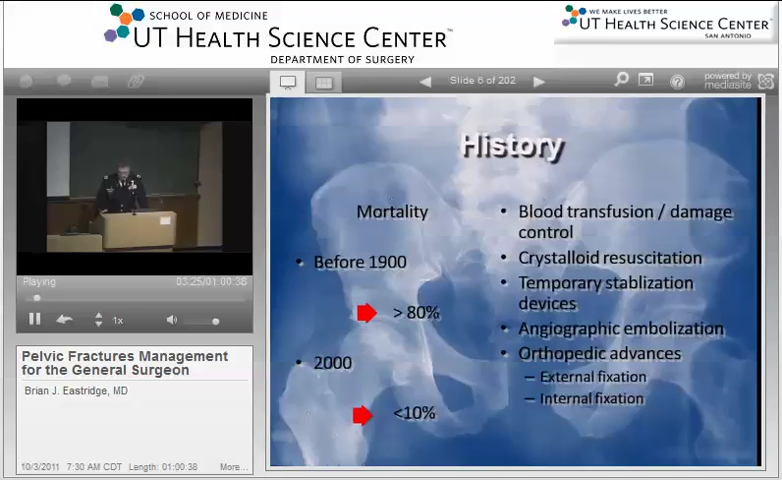 SCHOOL OF MEDICINE
UT HEALTH SCIENCE CENTER™
DEPARTMENT OF SURGERY
WE MAKE LIVES BETTER
UT HEALTH SCIENCE CENTER™
SAN ANTONIO
Slide 6 of 202
powered by
mediasite
History
Mortality
• Before 1900
> 80%
• 2000
<10%
• Blood transfusion / damage
control
• Crystalloid resuscitation
• Temporary stablization
devices
• Angiographic embolization
• Orthopedic advances
– External fixation
– Internal fixation
Playing
03:25/01:00:38
1x
Pelvic Fractures Management
for the General Surgeon
Brian J. Eastridge, MD
10/3/2011 7:30 AM CDT Length: 01:00:38 More...